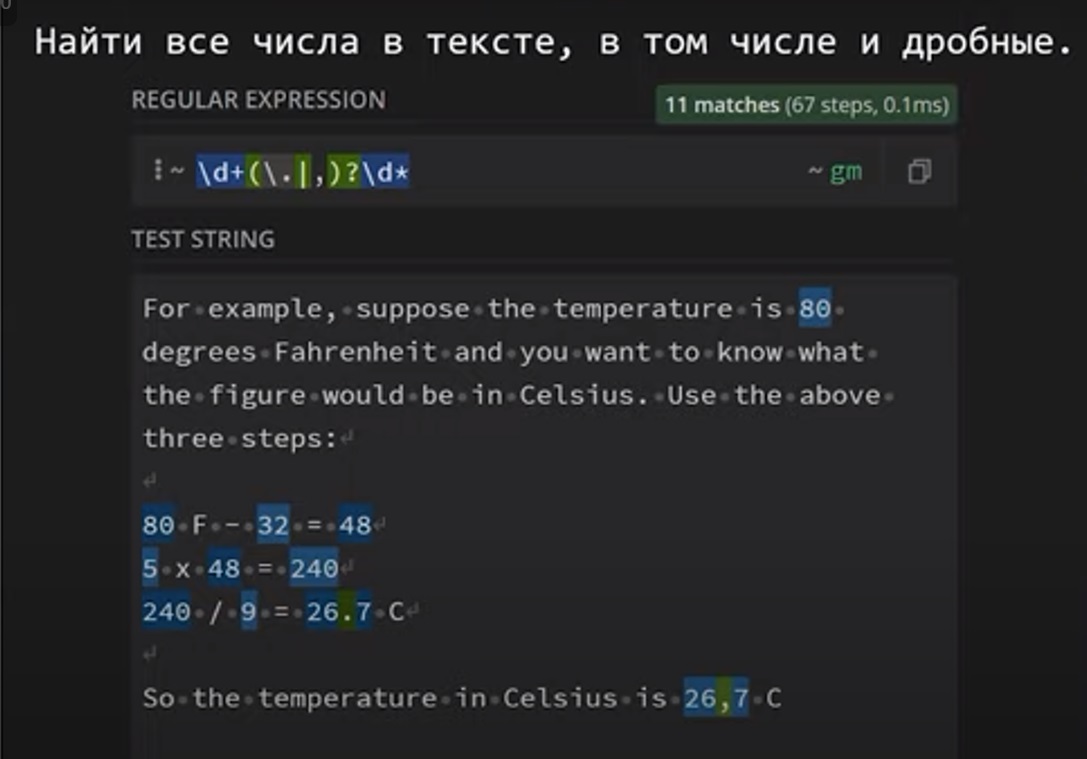 Найти все числа в тексте, в том числе и дробные.
REGULAR EXPRESSION
11 matches (67 steps, 0.1ms)
\d+(\.|,)?\d*
~ gm
TEST STRING
For example, suppose the temperature is 80
degrees Fahrenheit and you want to know what
the figure would be in Celsius. Use the above
three steps:
80 F − 32 = 48
5 x 48 = 240
240 / 9 = 26.7 C
So the temperature in Celsius is 26,7 C